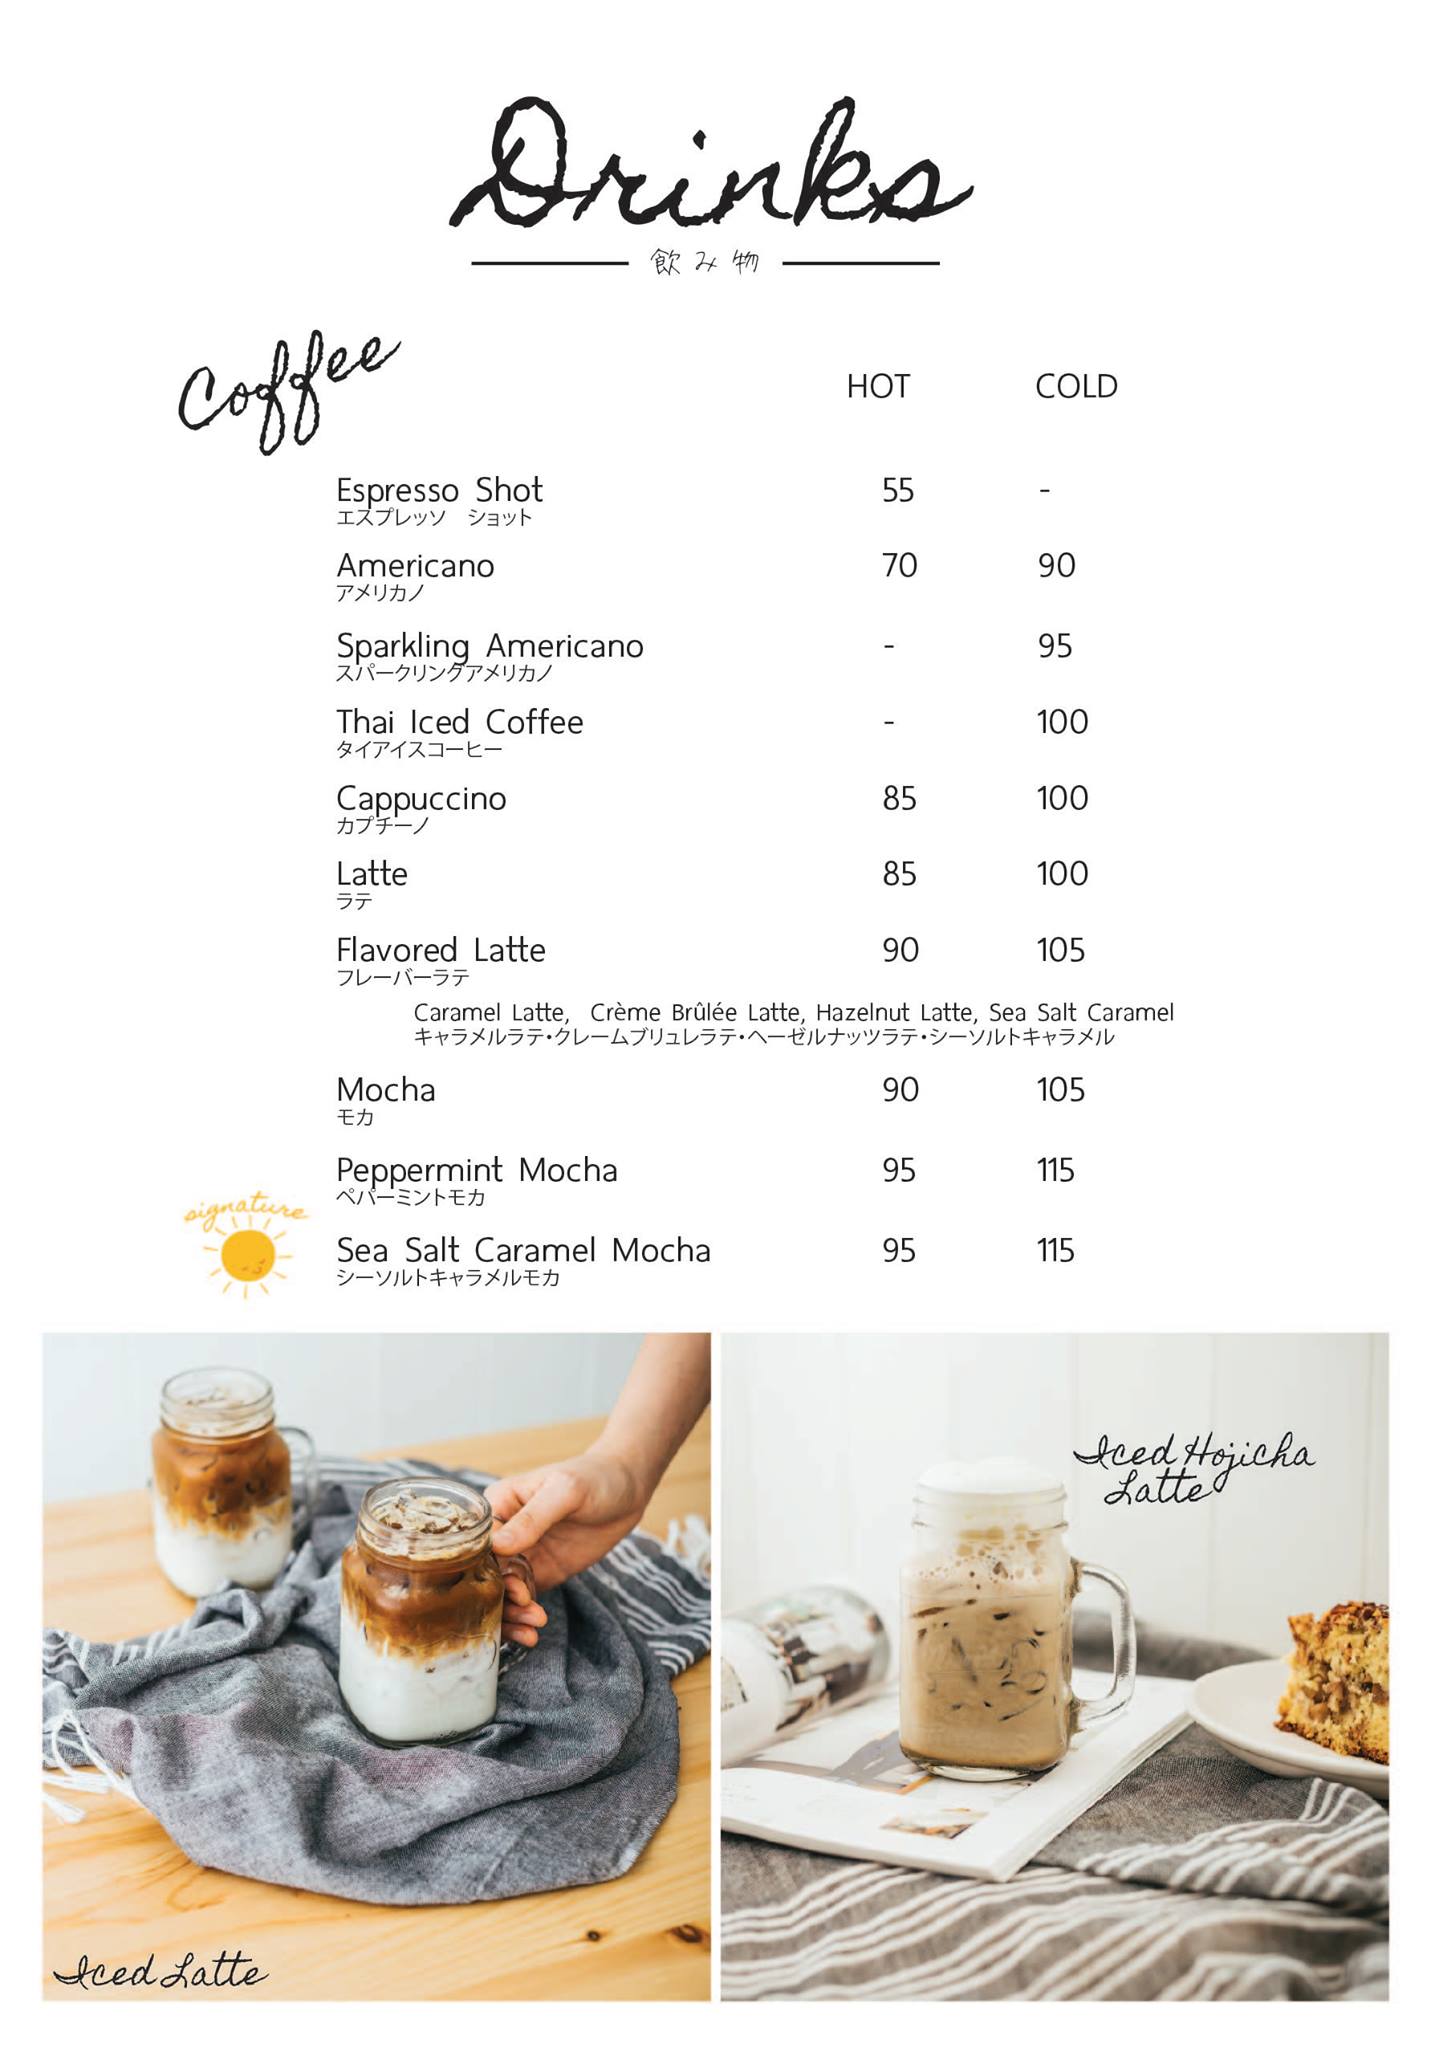 Drinks
飲み物
Coffee
HOT COLD
Espresso Shot 55 -
エスプレッソ ショット
Americano 70 90
アメリカノ
Sparkling Americano - 95
スパークリングアメリカノ
Thai Iced Coffee - 100
タイアイスコーヒー
Cappuccino 85 100
カプチーノ
Latte 85 100
ラテ
Flavored Latte 90 105
フレーバーラテ
Caramel Latte, Crème Brûlée Latte, Hazelnut Latte, Sea Salt Caramel
キャラメルラテ・クレームブリュレラテ・ヘーゼルナッツラテ・シーソルトキャラメル
Mocha 90 105
モカ
Peppermint Mocha 95 115
ペパーミントモカ
signature
Sea Salt Caramel Mocha 95 115
シーソルトキャラメルモカ
Iced Hojicha
Latte
Iced Latte